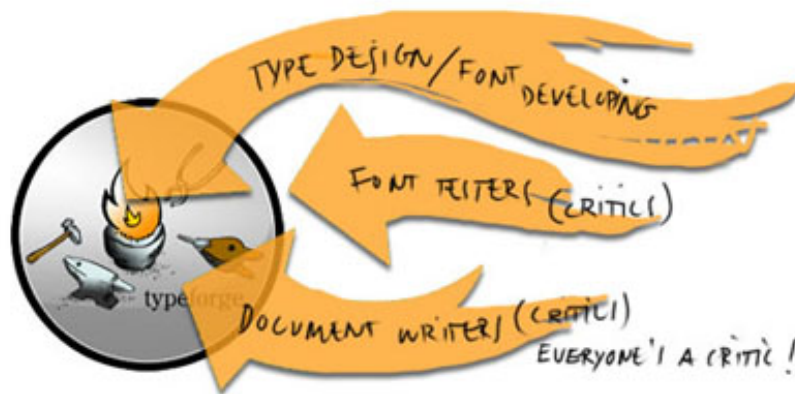 TYPE DESIGN/FONT DEVELOPING
FONT TESTERS (CRITICS)
typeforge
DOCUMENT WRITERS (CRITICS)
EVERYONE'S A CRITIC!